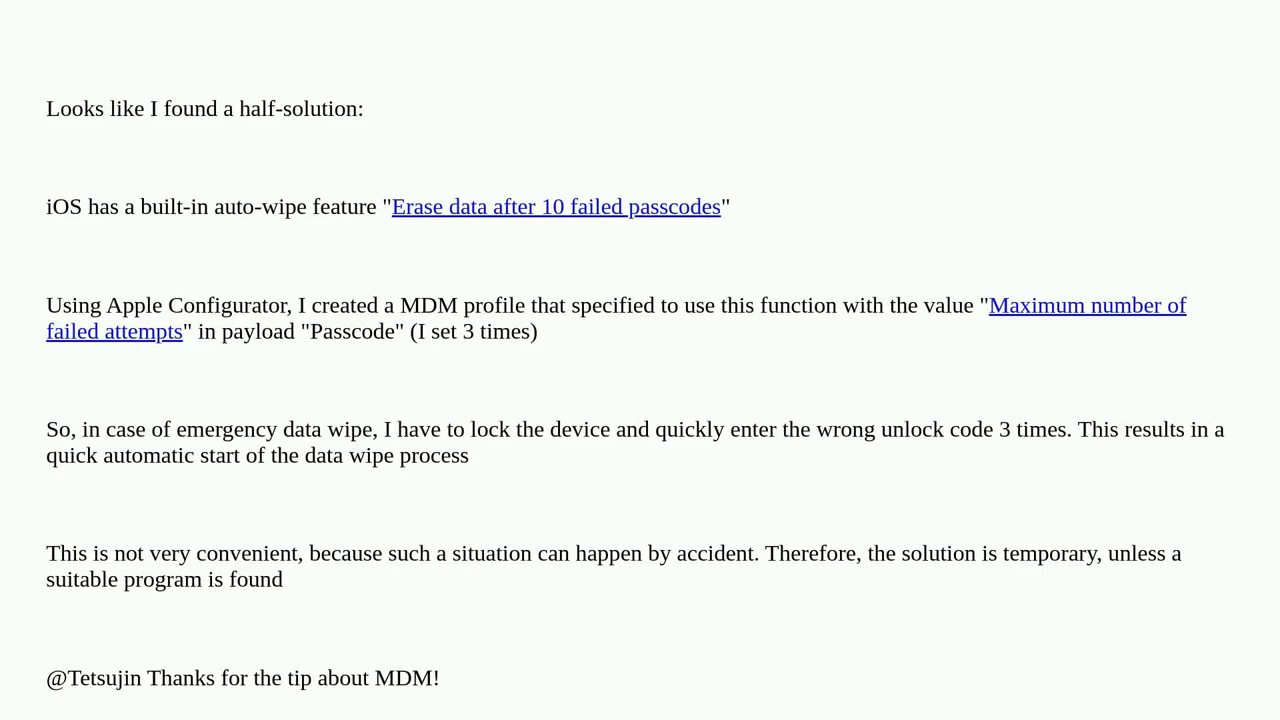 Looks like I found a half-solution:
iOS has a built-in auto-wipe feature "Erase data after 10 failed passcodes"
Using Apple Configurator, I created a MDM profile that specified to use this function with the value "Maximum number of
failed attempts" in payload "Passcode" (I set 3 times)
So, in case of emergency data wipe, I have to lock the device and quickly enter the wrong unlock code 3 times. This results in a
quick automatic start of the data wipe process
This is not very convenient, because such a situation can happen by accident. Therefore, the solution is temporary, unless a
suitable program is found
@Tetsujin Thanks for the tip about MDM!